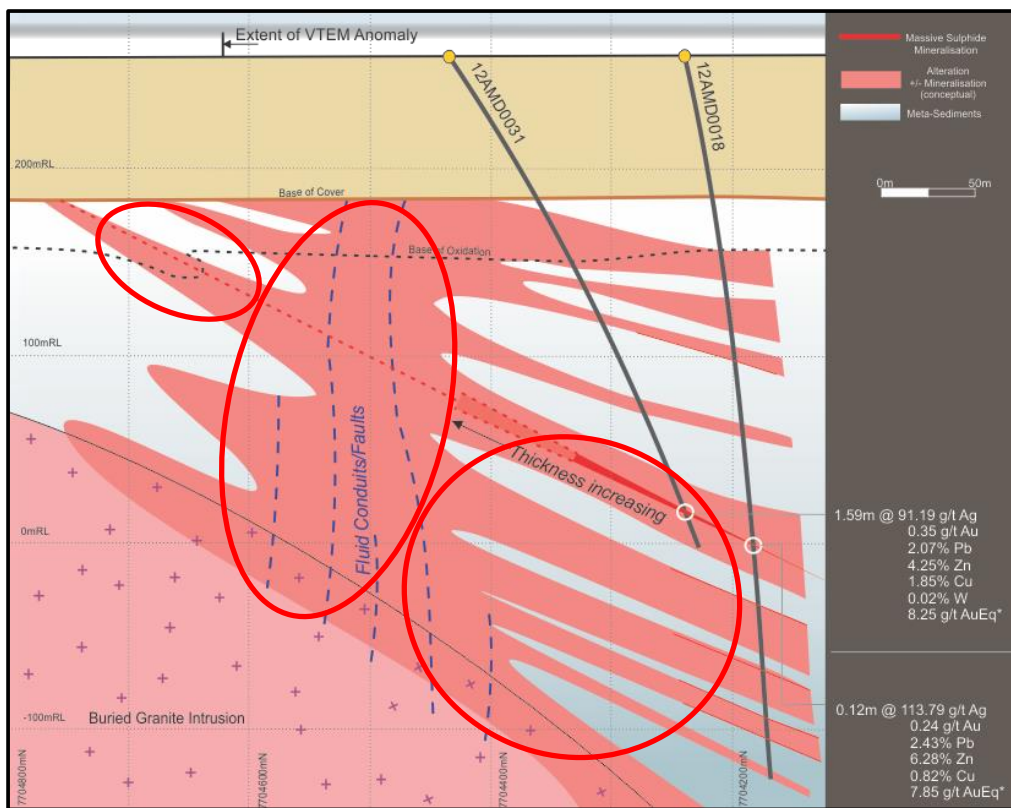 Extent of VTEM Anomaly
12AMD0031
12AMD0018
Massive Sulphide
Mineralisation
Alteration
+/- Mineralisation
(conceptual)
Meta-Sediments
0m 50m
200mRL
Base of Cover
Base of Oxidation
100mRL
Thickness increasing
Fluid Conduits/Faults
0mRL
-100mRL
Buried Granite Intrusion
7704800mN
7704600mN
7704400mN
7704200mN
1.59m @ 91.19 g/t Ag
0.35 g/t Au
2.07% Pb
4.25% Zn
1.85% Cu
0.02% W
8.25 g/t AuEq*
0.12m @ 113.79 g/t Ag
0.24 g/t Au
2.43% Pb
6.28% Zn
0.82% Cu
7.85 g/t AuEq*